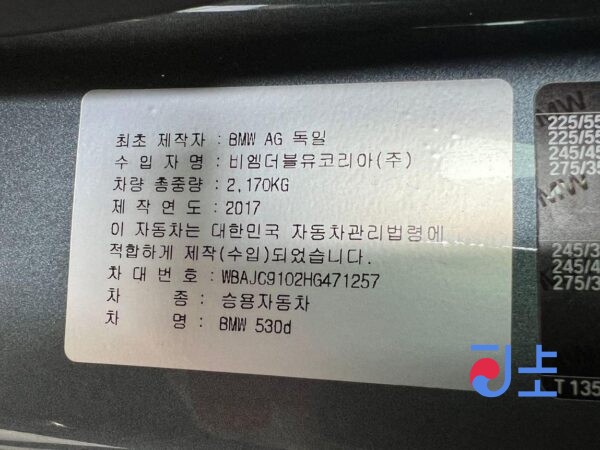 최초 제작자 : BMW AG 독일
수 입 자 명 : 비엠더블유코리아(주)
차량 총중량 : 2,170KG
제 작 연 도 : 2017
이 자동차는 대한민국 자동차관리법령에
적합하게 제작(수입)되었습니다.
차 대 번 호 : WBAJC9102HG471257
차 종 : 승용자동차
차 명 : BMW 530d
MW
225/55
225/55
245/45
275/35
MW
245/3
245/4
275/3
T 135